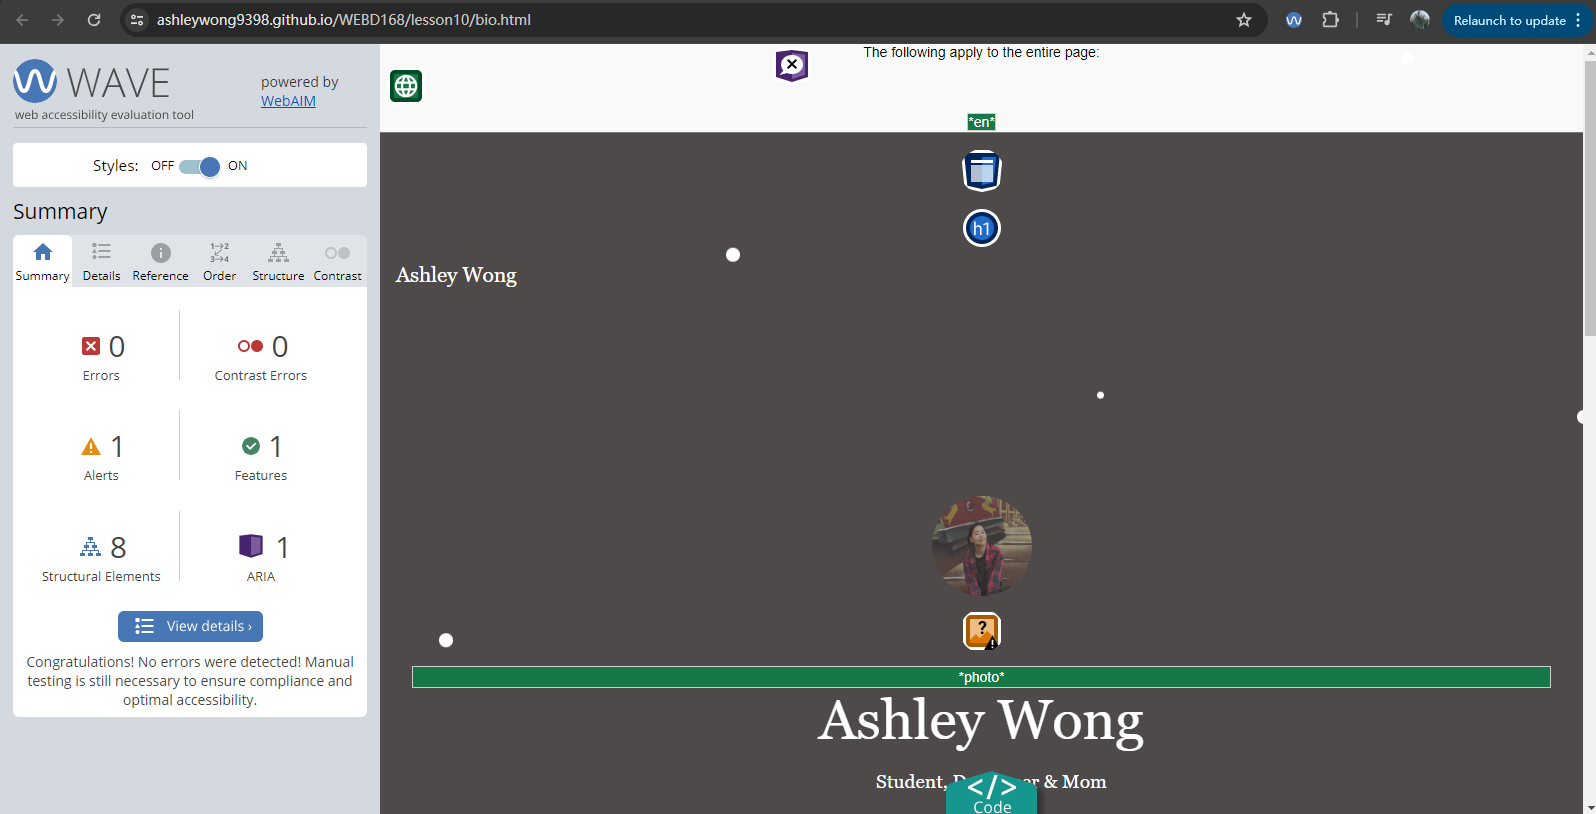 ashleywong9398.github.io/WEBD168/lesson10/bio.html
Relaunch to update
WAVE
web accessibility evaluation tool
powered by
WebAIM
Styles: OFF ON
Summary
Summary Details Reference Order Structure Contrast
1 2
3 4
0
Errors
0
Contrast Errors
1
Alerts
1
Features
8
Structural Elements
1
ARIA
View details ›
Congratulations! No errors were detected! Manual
testing is still necessary to ensure compliance and
optimal accessibility.
The following apply to the entire page:
*en*
h1
Ashley Wong
?
*photo*
Ashley Wong
Student, & Mom
</>
Code